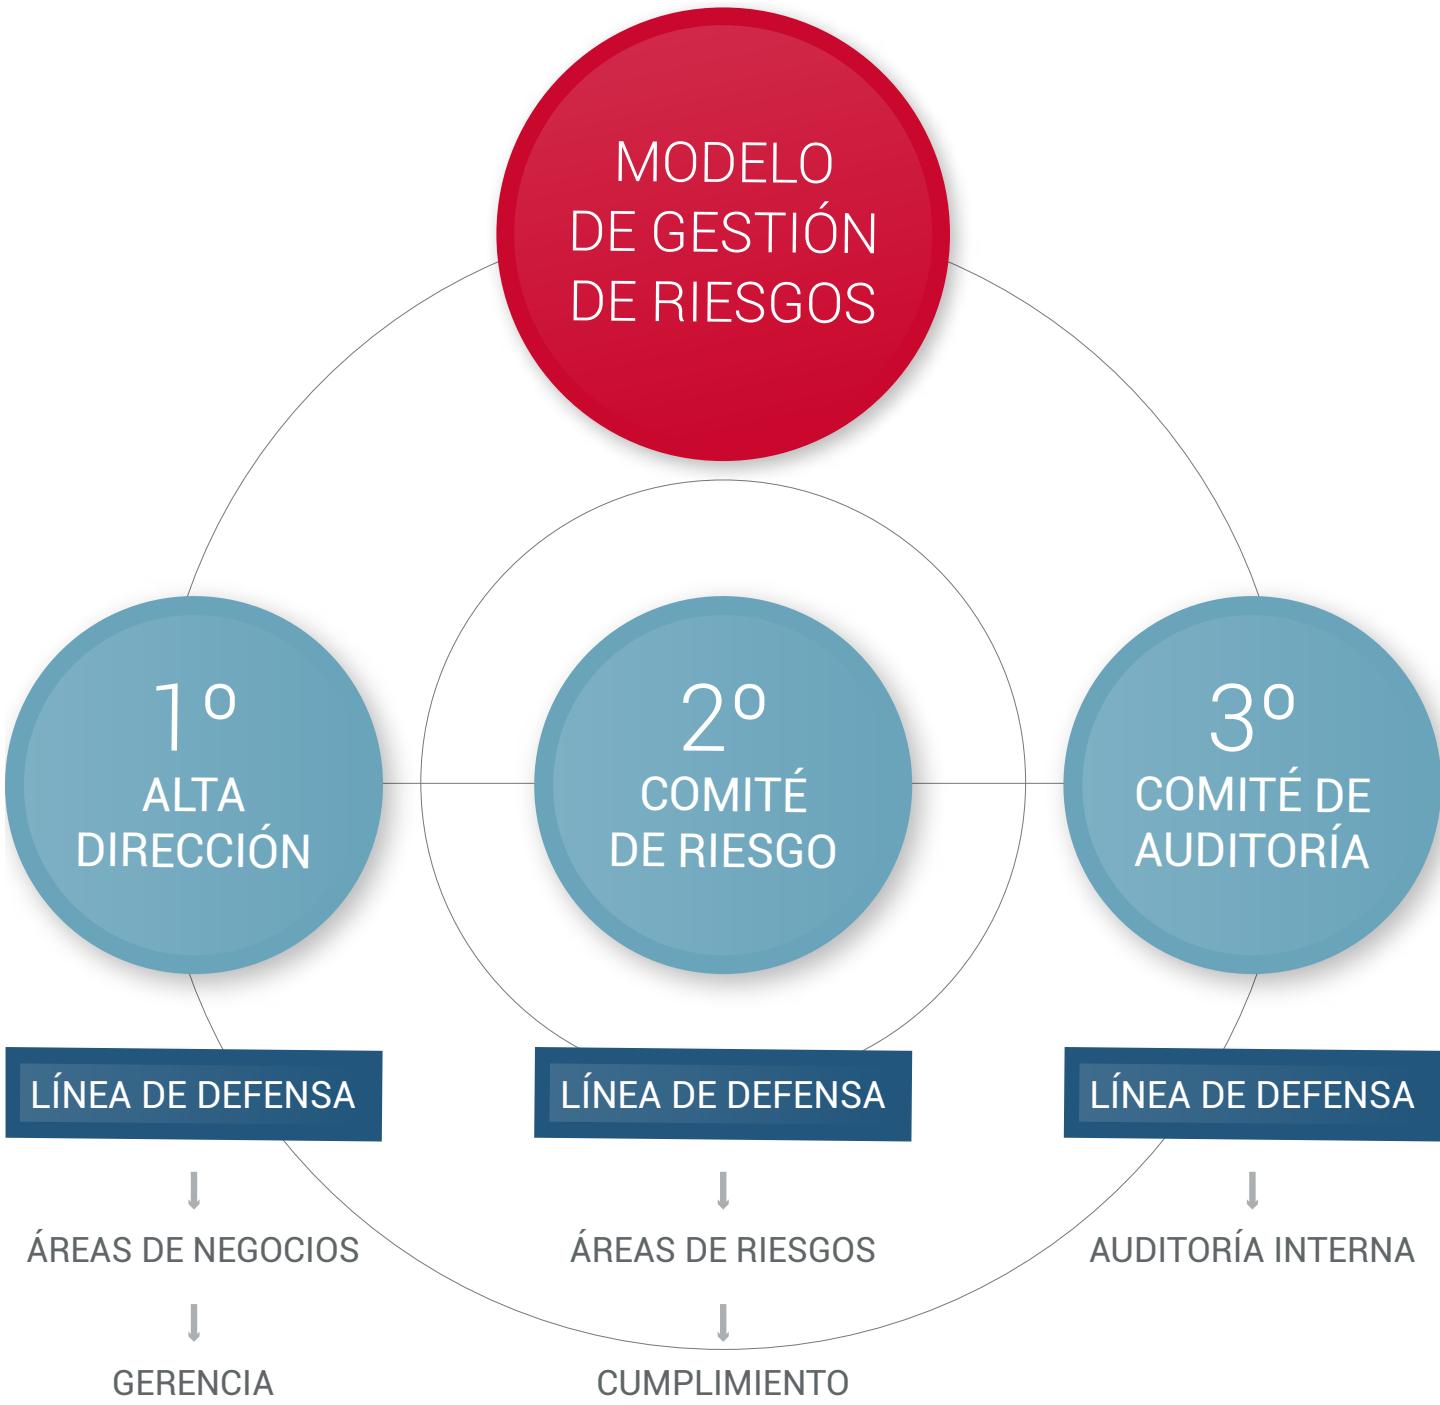 MODELO
DE GESTIÓN
DE RIESGOS
1º
ALTA
DIRECCIÓN
2º
COMITÉ
DE RIESGO
3º
COMITÉ DE
AUDITORÍA
LÍNEA DE DEFENSA
LÍNEA DE DEFENSA
LÍNEA DE DEFENSA
ÁREAS DE NEGOCIOS
ÁREAS DE RIESGOS
AUDITORÍA INTERNA
GERENCIA
CUMPLIMIENTO